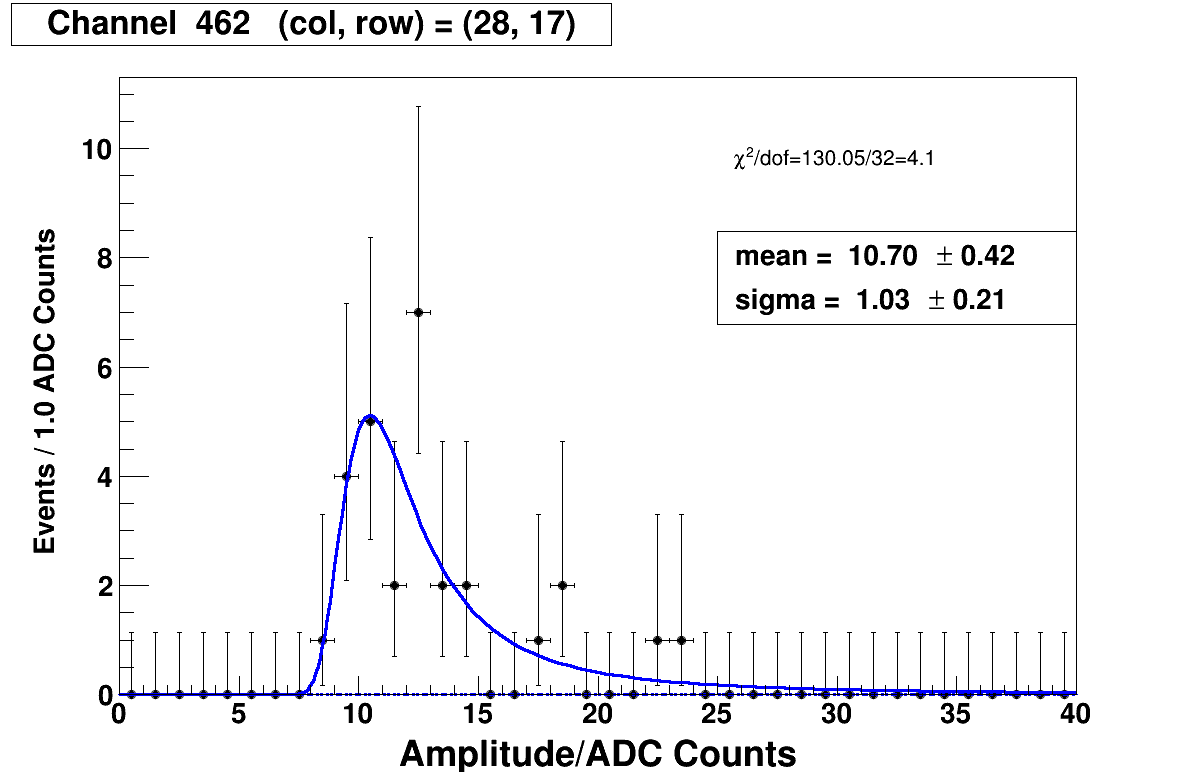 Channel 462 (col, row) = (28, 17)
χ²/dof=130.05/32=4.1
mean = 10.70 ± 0.42
sigma = 1.03 ± 0.21
Events / 1.0 ADC Counts
10
8
6
4
2
0
0 5 10 15 20 25 30 35 40
Amplitude/ADC Counts